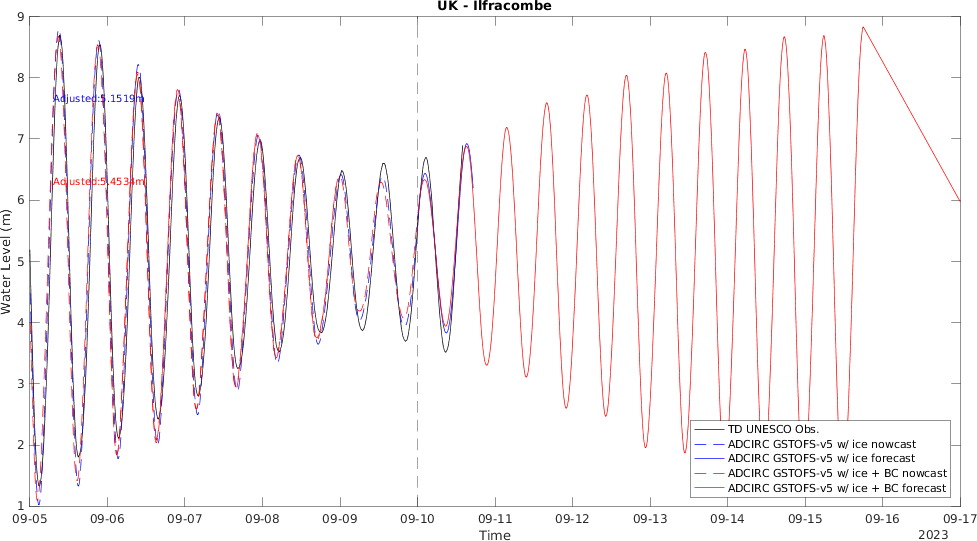 UK - Ilfracombe
9
8
7
6
5
4
3
2
1
Water Level (m)
Adjusted:5.1519m
Adjusted:5.4534m
TD UNESCO Obs.
ADCIRC GSTOFS-v5 w/ ice nowcast
ADCIRC GSTOFS-v5 w/ ice forecast
ADCIRC GSTOFS-v5 w/ ice + BC nowcast
ADCIRC GSTOFS-v5 w/ ice + BC forecast
09-05 09-06 09-07 09-08 09-09 09-10 09-11 09-12 09-13 09-14 09-15 09-16 09-17
Time
2023